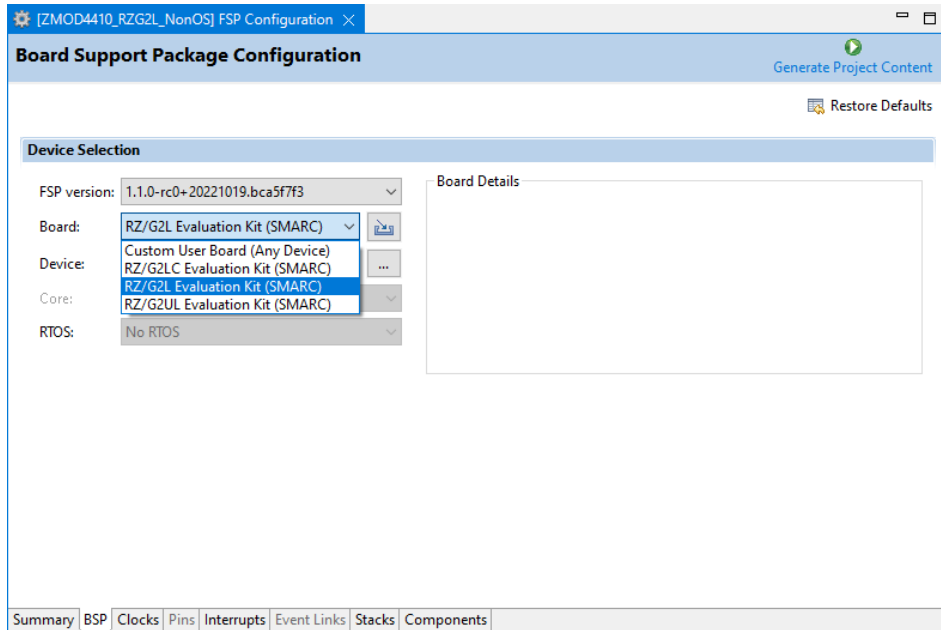 [ZMOD4410_RZG2L_NonOS] FSP Configuration
Board Support Package Configuration
Generate Project Content
Restore Defaults
Device Selection
FSP version: 1.1.0-rc0+20221019.bca5f7f3
Board Details
Board: RZ/G2L Evaluation Kit (SMARC)
Custom User Board (Any Device)
Device: RZ/G2LC Evaluation Kit (SMARC) ...
RZ/G2L Evaluation Kit (SMARC)
Core: RZ/G2UL Evaluation Kit (SMARC)
RTOS: No RTOS
Summary BSP Clocks Pins Interrupts Event Links Stacks Components